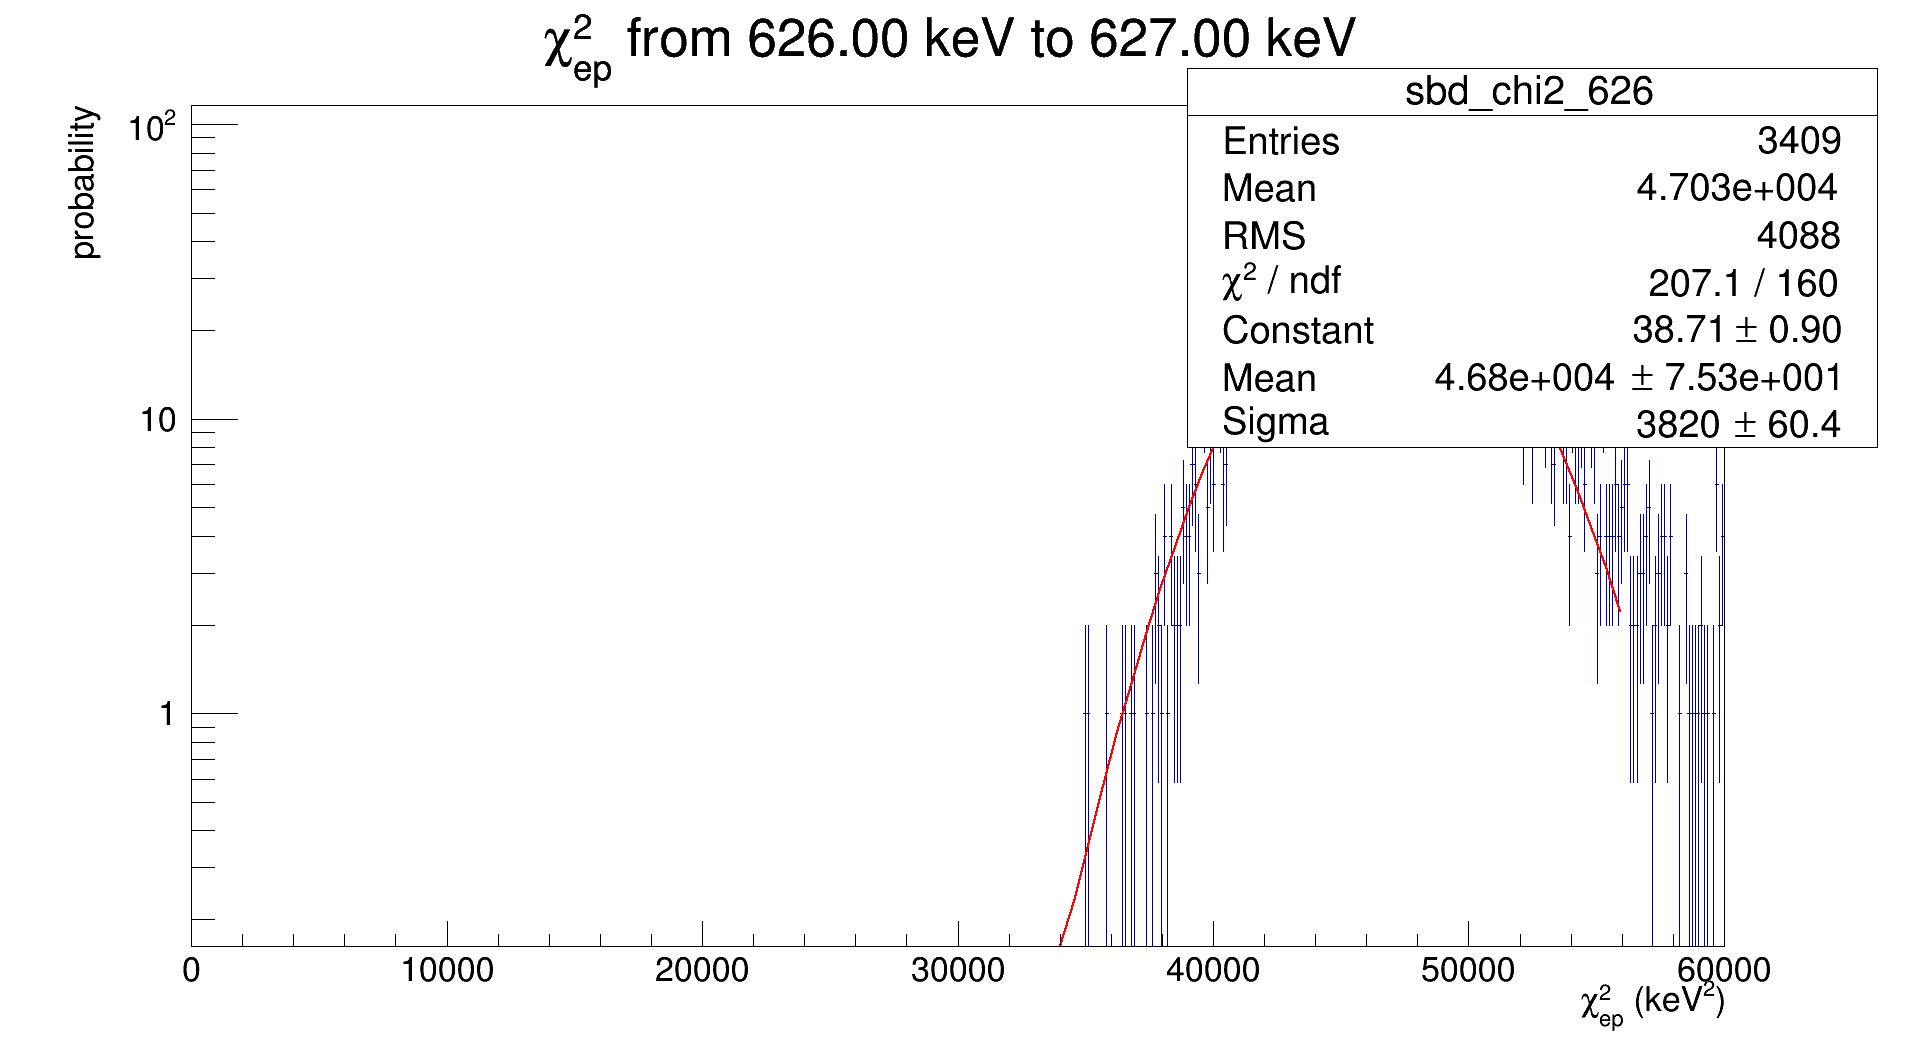 χ²ep from 626.00 keV to 627.00 keV
probability
sbd_chi2_626
Entries 3409
Mean 4.703e+004
RMS 4088
χ² / ndf 207.1 / 160
Constant 38.71 ± 0.90
Mean 4.68e+004 ± 7.53e+001
Sigma 3820 ± 60.4
10²
10
1
0 10000 20000 30000 40000 50000 60000
χ²ep (keV²)